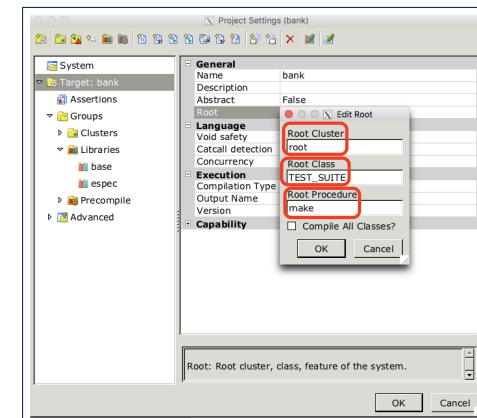 Project Settings (bank)
System
Target: bank
Assertions
Groups
Clusters
Libraries
base
espec
Precompile
Advanced
General
Name bank
Description
Abstract False
Root
Language
Void safety
Catcall detection
Concurrency
Execution
Compilation Type
Output Name
Version
Capability
Edit Root
Root Cluster
root
Root Class
TEST_SUITE
Root Procedure
make
Compile All Classes?
OK Cancel
Root: Root cluster, class, feature of the system.
OK Cancel